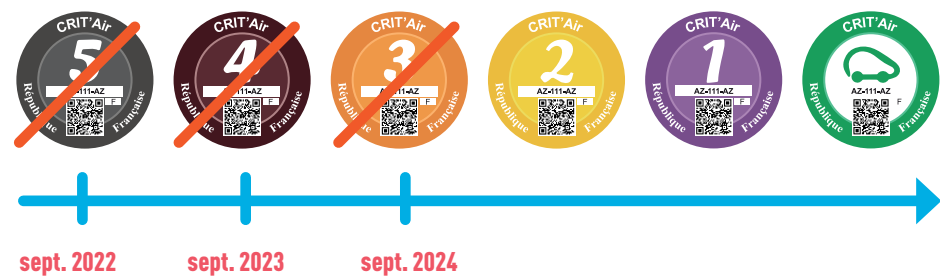 CRIT'Air
5
-111-AZ
F
République
Française
CRIT'Air
4
111-AZ
F
République
Française
CRIT'Air
3
AZ-111-AZ
F
République
Française
CRIT'Air
2
AZ-111-AZ
F
République
Française
CRIT'Air
1
AZ-111-AZ
F
République
Française
CRIT'Air
AZ-111-AZ
F
République
Française
sept. 2022
sept. 2023
sept. 2024